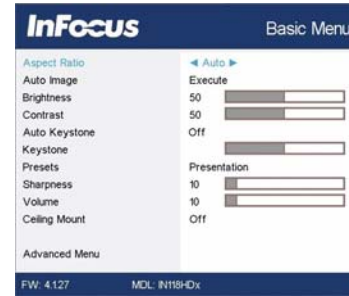 InFocus Basic Menu
Aspect Ratio ◄ Auto ►
Auto Image Execute
Brightness 50
Contrast 50
Auto Keystone Off
Keystone
Presets Presentation
Sharpness 10
Volume 10
Ceiling Mount Off
Advanced Menu
FW: 4.127 MDL: IN118HDx